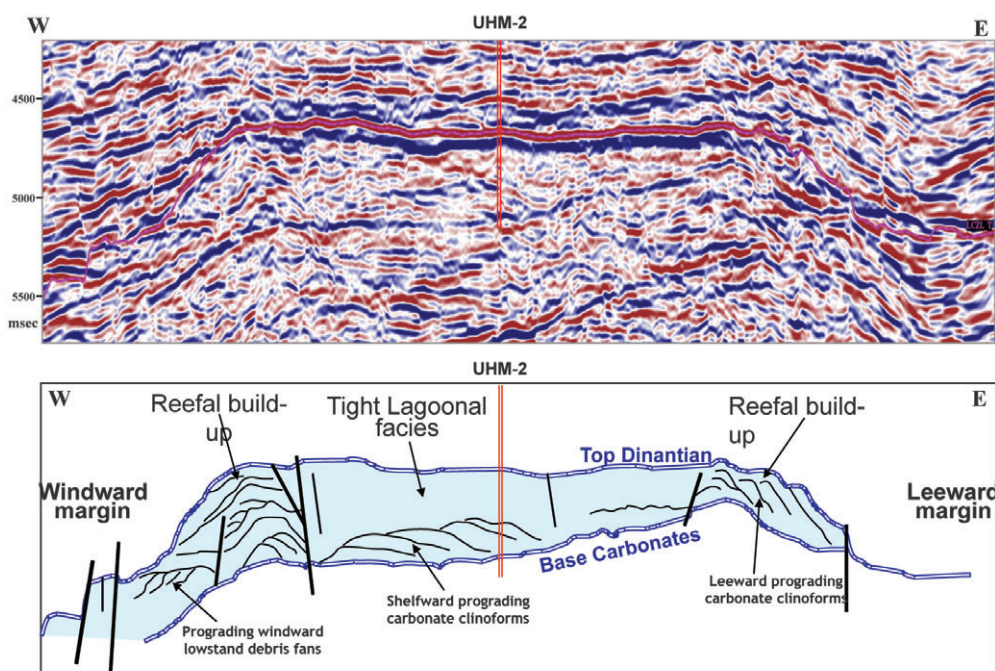 W
UHM-2
E
4500
5000
5500
msec
UHM-2
W
E
Reefal build-
up
Tight Lagoonal
facies
Reefal build-
up
Top Dinantian
Windward
margin
Leeward
margin
Base Carbonates
Prograding windward
lowstand debris fans
Shelfward prograding
carbonate clinoforms
Leeward prograding
carbonate clinoforms